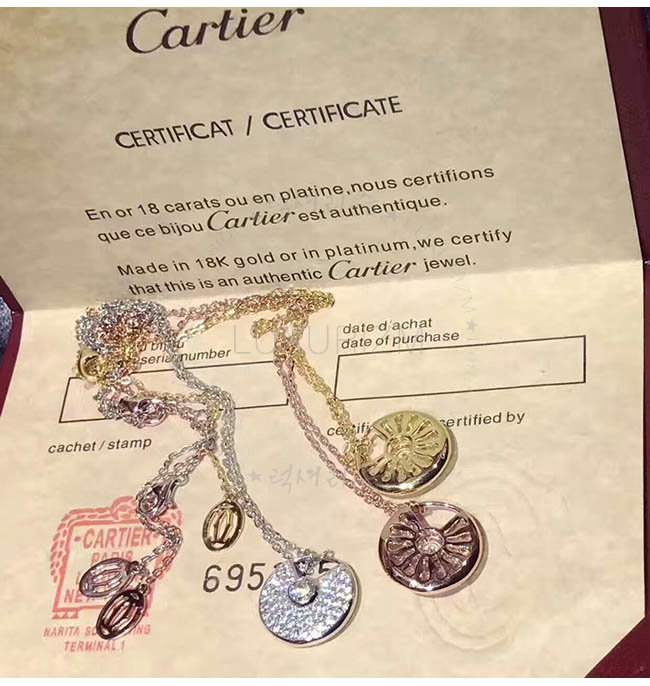 Cartier
CERTIFICAT / CERTIFICATE
En or 18 carats ou en platine,nous certifions
que ce bijou Cartier est authentique.
Made in 18K gold or in platinum,we certify
that this is an authentic Cartier jewel.
bijou
serial number
date d,achat
date of purchase
certified by
cachet / stamp
CARTIER
PARIS
NEW
NARITA
TERMINAL 1